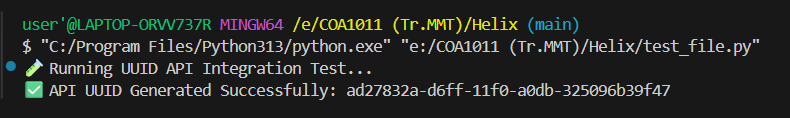 user'@LAPTOP-ORVV737R MINGW64 /e/COA1011 (Tr.MMT)/Helix (main)
$ "C:/Program Files/Python313/python.exe" "e:/COA1011 (Tr.MMT)/Helix/test_file.py"
🧪 Running UUID API Integration Test...
✅ API UUID Generated Successfully: ad27832a-d6ff-11f0-a0db-325096b39f47